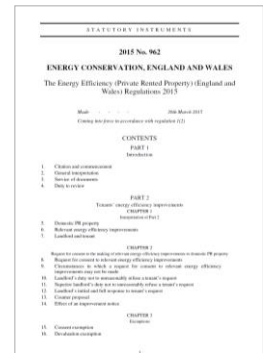 STATUTORY INSTRUMENTS
2015 No. 962
ENERGY CONSERVATION, ENGLAND AND WALES
The Energy Efficiency (Private Rented Property) (England and
Wales) Regulations 2015
Made - - - - 26th March 2015
Coming into force in accordance with regulation 1(2)
CONTENTS
PART 1
Introduction
1. Citation and commencement
2. General interpretation
3. Service of documents
4. Duty to review
PART 2
Tenants' energy efficiency improvements
CHAPTER 1
Interpretation of Part 2
5. Domestic PR property
6. Relevant energy efficiency improvements
7. Landlord and tenant
CHAPTER 2
Request for consent to the making of relevant energy efficiency improvements to domestic PR property
8. Request for consent to relevant energy efficiency improvements
9. Circumstances in which a request for consent to relevant energy efficiency
improvements may not be made
10. Landlord's duty not to unreasonably refuse a tenant's request
11. Superior landlord's duty not to unreasonably refuse a tenant's request
12. Landlord's initial and full response to tenant's request
13. Counter proposal
14. Effect of an improvement notice
CHAPTER 3
Exemptions
15. Consent exemption
16. Devaluation exemption